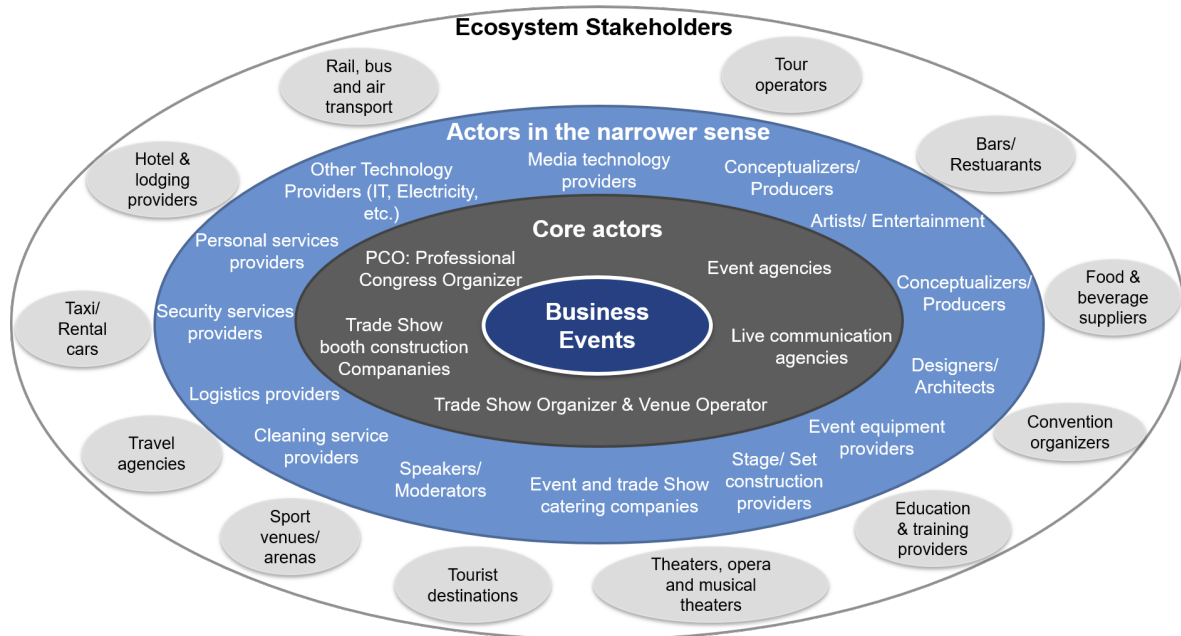 Ecosystem Stakeholders
Rail, bus
and air
transport
Tour
operators
Hotel &
lodging
providers
Bars/
Restuarants
Taxi/
Rental
cars
Food &
beverage
suppliers
Travel
agencies
Convention
organizers
Sport
venues/
arenas
Education
& training
providers
Tourist
destinations
Theaters, opera
and musical
theaters
Actors in the narrower sense
Other Technology
Providers (IT, Electricity,
etc.)
Media technology
providers
Conceptualizers/
Producers
Artists/ Entertainment
Personal services
providers
Conceptualizers/
Producers
Security services
providers
Designers/
Architects
Logistics providers
Event equipment
providers
Cleaning service
providers
Stage/ Set
construction
providers
Speakers/
Moderators
Event and trade Show
catering companies
Core actors
PCO: Professional
Congress Organizer
Event agencies
Trade Show
booth construction
Compananies
Live communication
agencies
Trade Show Organizer & Venue Operator
Business
Events